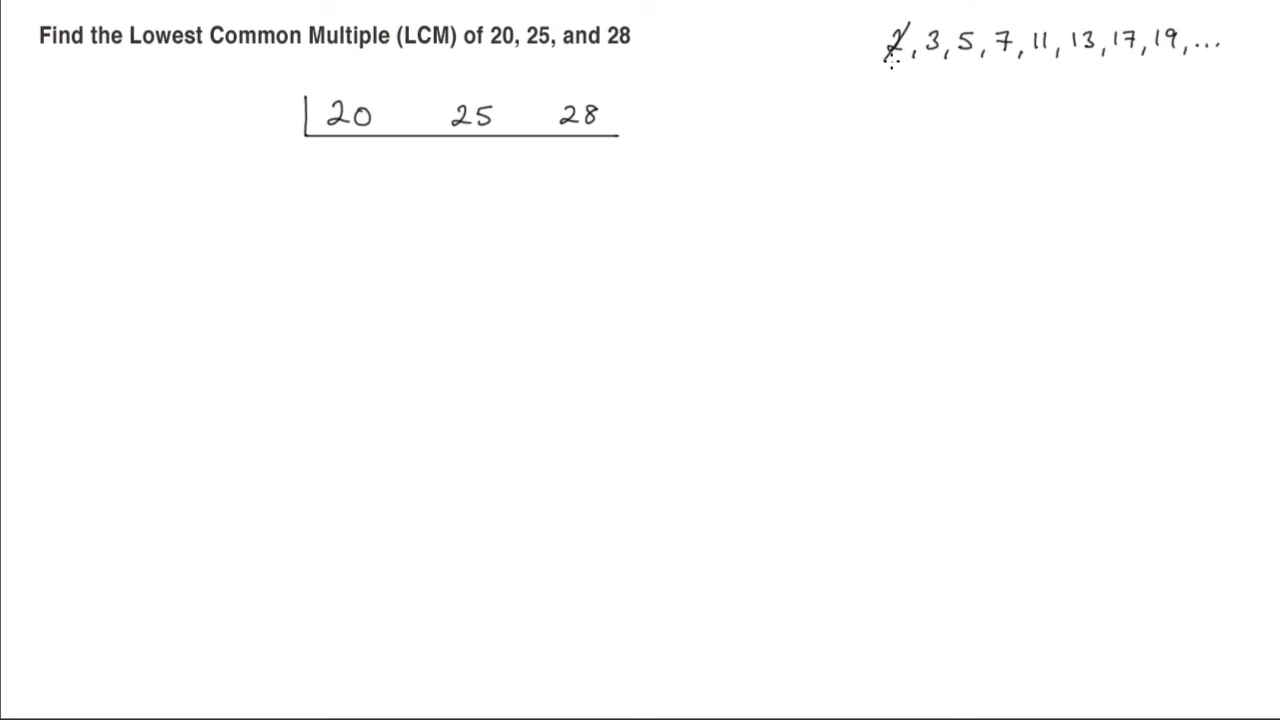 Find the Lowest Common Multiple (LCM) of 20, 25, and 28
2, 3, 5, 7, 11, 13, 17, 19, ...
20 25 28